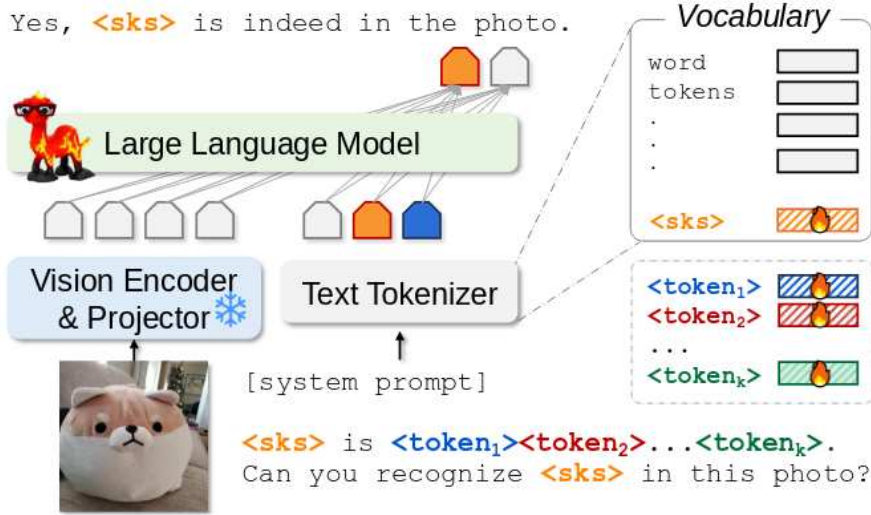 Yes, <sks> is indeed in the photo.
Large Language Model
Vision Encoder
& Projector
Text Tokenizer
[system prompt]
<sks> is <token₁><token₂>...<tokenₖ>.
Can you recognize <sks> in this photo?
Vocabulary
word
tokens
.
.
.
<sks>
<token₁>
<token₂>
...
<tokenₖ>